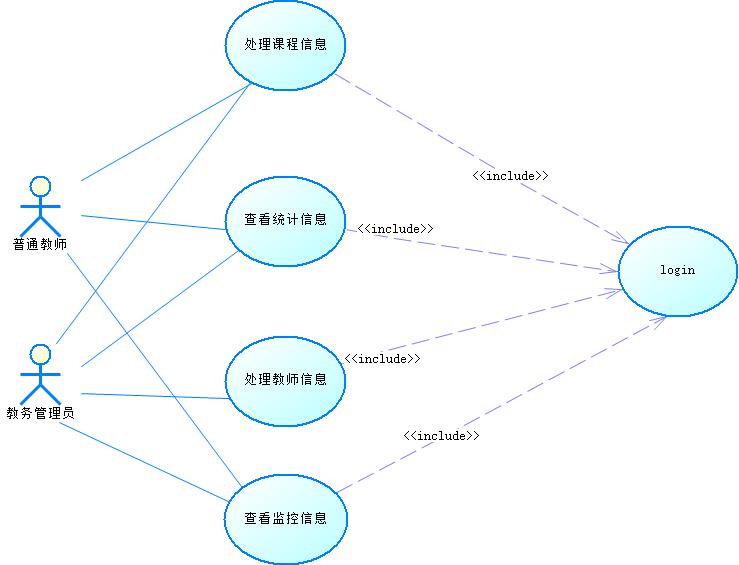 处理课程信息
<<include>>
普通教师
查看统计信息
<<include>>
login
教务管理员
处理教师信息
<<include>>
<<include>>
查看监控信息